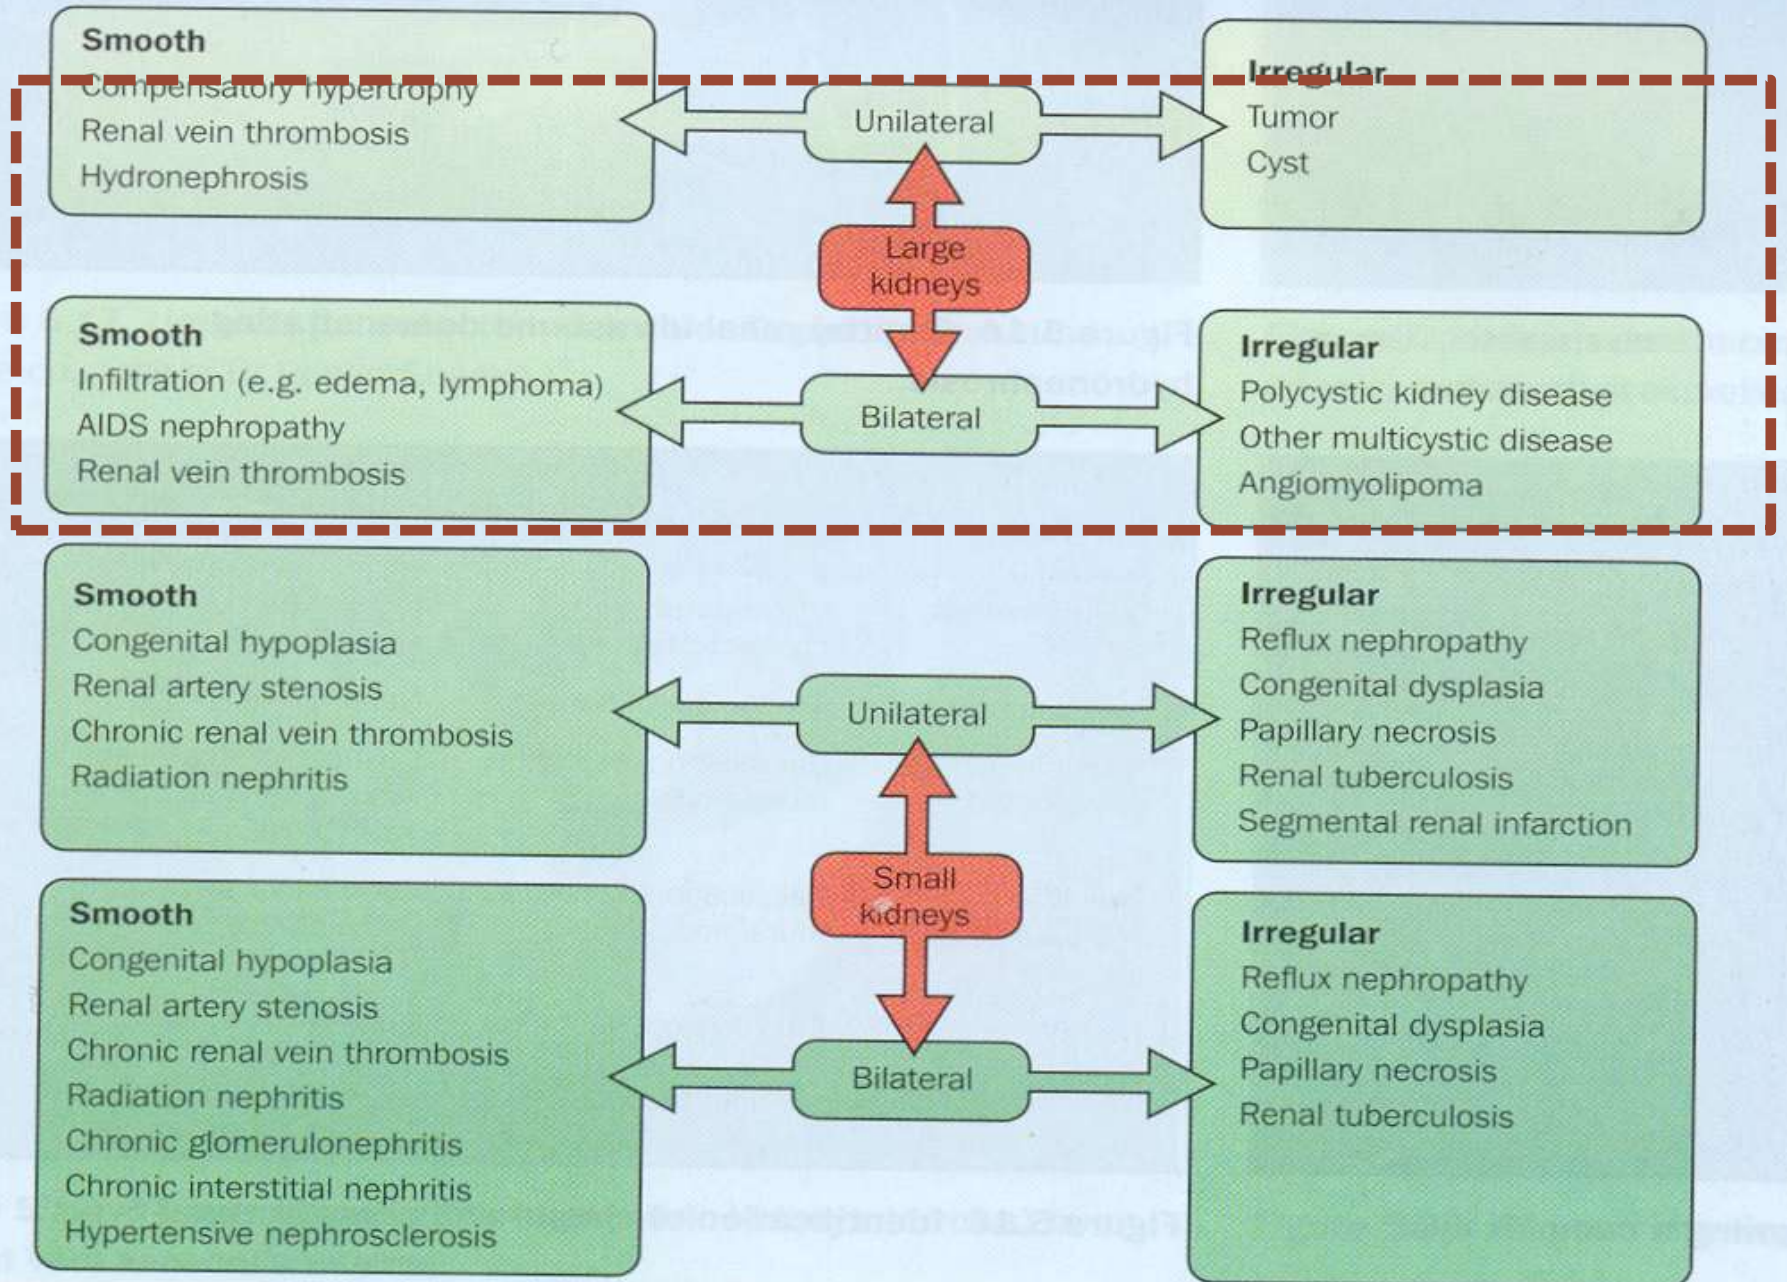 Smooth
Compensatory hypertrophy
Renal vein thrombosis
Hydronephrosis
Unilateral
Irregular
Tumor
Cyst
Large
kidneys
Smooth
Infiltration (e.g. edema, lymphoma)
AIDS nephropathy
Renal vein thrombosis
Bilateral
Irregular
Polycystic kidney disease
Other multicystic disease
Angiomyolipoma
Smooth
Congenital hypoplasia
Renal artery stenosis
Chronic renal vein thrombosis
Radiation nephritis
Unilateral
Irregular
Reflux nephropathy
Congenital dysplasia
Papillary necrosis
Renal tuberculosis
Segmental renal infarction
Small
kidneys
Smooth
Congenital hypoplasia
Renal artery stenosis
Chronic renal vein thrombosis
Radiation nephritis
Chronic glomerulonephritis
Chronic interstitial nephritis
Hypertensive nephrosclerosis
Bilateral
Irregular
Reflux nephropathy
Congenital dysplasia
Papillary necrosis
Renal tuberculosis